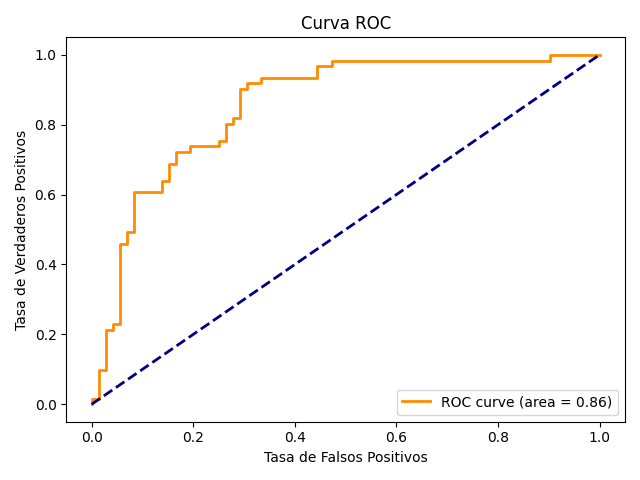 Curva ROC
Tasa de Verdaderos Positivos
1.0
0.8
0.6
0.4
0.2
0.0
ROC curve (area = 0.86)
0.0 0.2 0.4 0.6 0.8 1.0
Tasa de Falsos Positivos